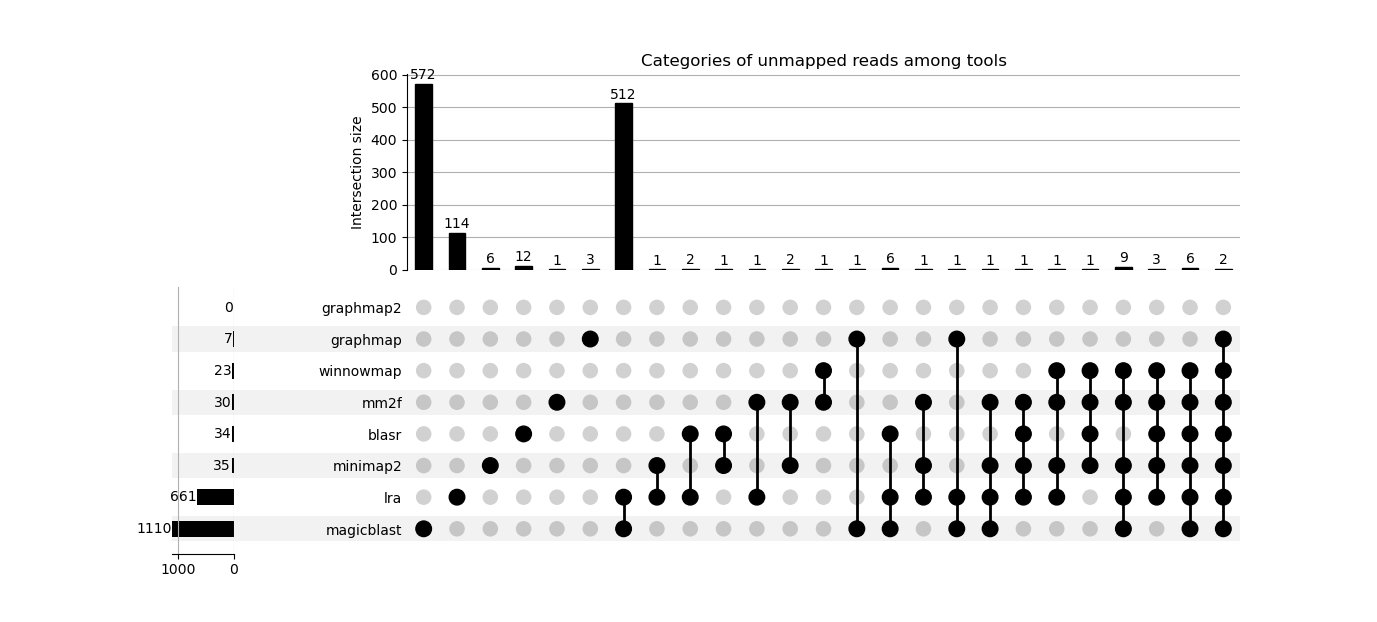 Categories of unmapped reads among tools
Intersection size
600
500
400
300
200
100
0
572 114 6 12 1 3 512 1 2 1 1 2 1 1 6 1 1 1 1 1 1 9 3 6 2
0 graphmap2
7 graphmap
23 winnowmap
30 mm2f
34 blasr
35 minimap2
661 lra
1110 magicblast
1000 0